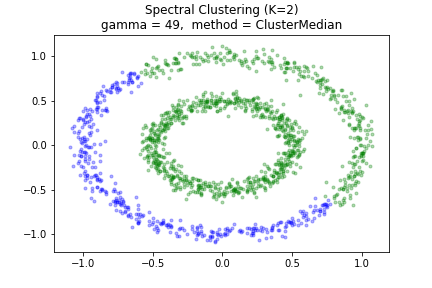 Spectral Clustering (K=2)
gamma = 49,  method = ClusterMedian
1.0
0.5
0.0
−0.5
−1.0
−1.0 −0.5 0.0 0.5 1.0